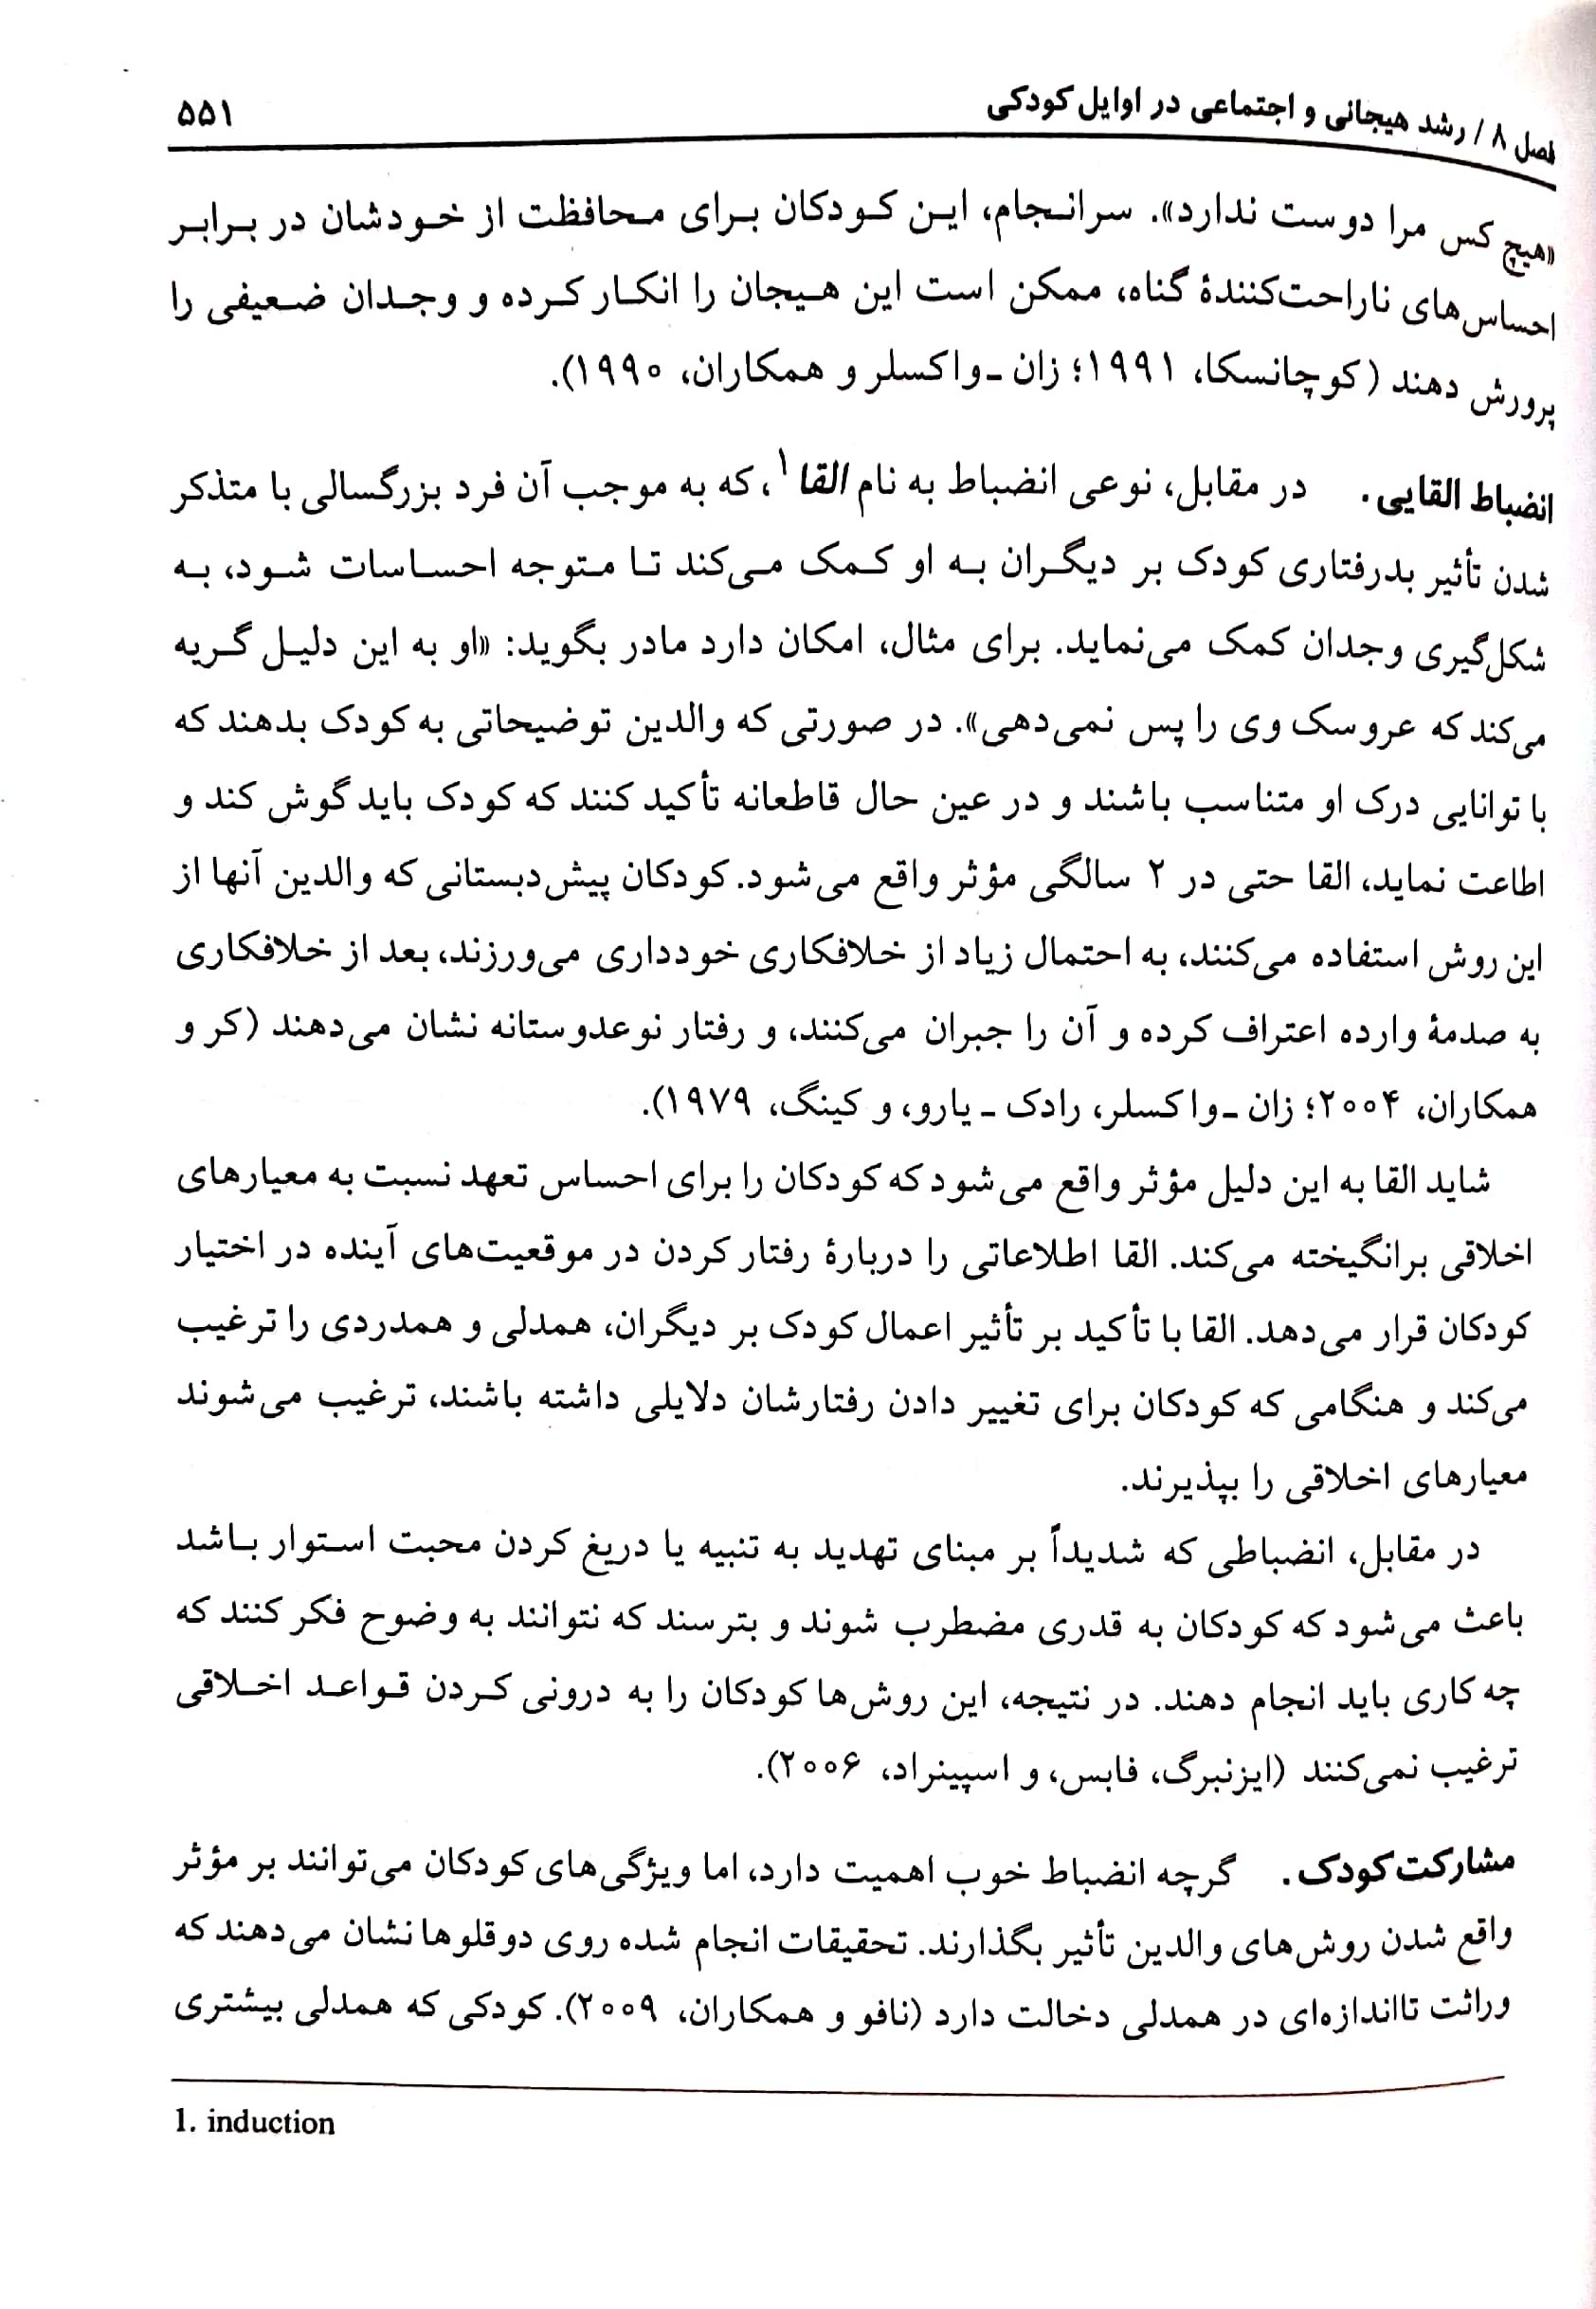 فصل ۸ / رشد هیجانی و اجتماعی در اوایل کودکی ۵۵۱
«هیچ کس مرا دوست ندارد». سرانجام، این کودکان برای محافظت از خودشان در برابر
احساس‌های ناراحت‌کنندهٔ گناه، ممکن است این هیجان را انکار کرده و وجدان ضعیفی را
پرورش دهند (کوچانسکا، ۱۹۹۱؛ زان ـ واکسلر و همکاران، ۱۹۹۰).
انضباط القایی. در مقابل، نوعی انضباط به نام القا۱، که به موجب آن فرد بزرگسالی با متذکر
شدن تأثیر بدرفتاری کودک بر دیگران به او کمک می‌کند تا متوجه احساسات شود، به
شکل‌گیری وجدان کمک می‌نماید. برای مثال، امکان دارد مادر بگوید: «او به این دلیل گریه
می‌کند که عروسک وی را پس نمی‌دهی». در صورتی که والدین توضیحاتی به کودک بدهند که
با توانایی درک او متناسب باشند و در عین حال قاطعانه تأکید کنند که کودک باید گوش کند و
اطاعت نماید، القا حتی در ۲ سالگی مؤثر واقع می‌شود. کودکان پیش‌دبستانی که والدین آنها از
این روش استفاده می‌کنند، به احتمال زیاد از خلافکاری خودداری می‌ورزند، بعد از خلافکاری
به صدمهٔ وارده اعتراف کرده و آن را جبران می‌کنند، و رفتار نوعدوستانه نشان می‌دهند (کر و
همکاران، ۲۰۰۴؛ زان ـ واکسلر، رادک ـ یارو، و کینگ، ۱۹۷۹).
شاید القا به این دلیل مؤثر واقع می‌شود که کودکان را برای احساس تعهد نسبت به معیارهای
اخلاقی برانگیخته می‌کند. القا اطلاعاتی را دربارهٔ رفتار کردن در موقعیت‌های آینده در اختیار
کودکان قرار می‌دهد. القا با تأکید بر تأثیر اعمال کودک بر دیگران، همدلی و همدردی را ترغیب
می‌کند و هنگامی که کودکان برای تغییر دادن رفتارشان دلایلی داشته باشند، ترغیب می‌شوند
معیارهای اخلاقی را بپذیرند.
در مقابل، انضباطی که شدیداً بر مبنای تهدید به تنبیه یا دریغ کردن محبت استوار باشد
باعث می‌شود که کودکان به قدری مضطرب شوند و بترسند که نتوانند به وضوح فکر کنند که
چه کاری باید انجام دهند. در نتیجه، این روش‌ها کودکان را به درونی کردن قواعد اخلاقی
ترغیب نمی‌کنند (ایزنبرگ، فابس، و اسپینراد، ۲۰۰۶).
مشارکت کودک. گرچه انضباط خوب اهمیت دارد، اما ویژگی‌های کودکان می‌توانند بر مؤثر
واقع شدن روش‌های والدین تأثیر بگذارند. تحقیقات انجام شده روی دوقلوها نشان می‌دهند که
وراثت تااندازه‌ای در همدلی دخالت دارد (نافو و همکاران، ۲۰۰۹). کودکی که همدلی بیشتری
1. induction